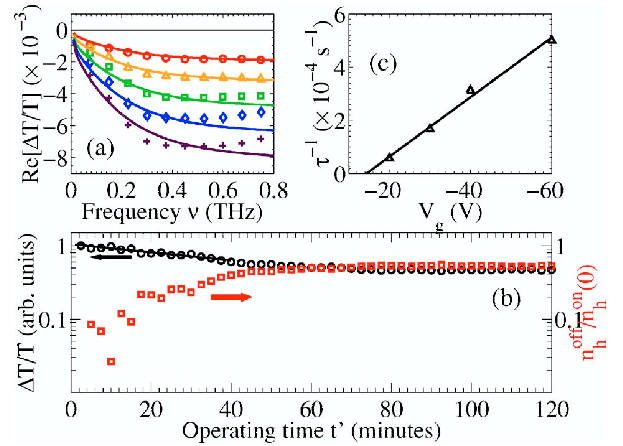 Re[ΔT/T] (× 10⁻³)
0
−2
−4
−6
−8
(a)
0 0.2 0.4 0.6 0.8
Frequency ν (THz)
τ⁻¹ (× 10⁻⁴ s⁻¹)
6
4
2
0
(c)
−20 −40 −60
V_g (V)
ΔT/T (arb. units)
1
0.1
(b)
1
0.1
n_h^off/n_h^on(0)
0 20 40 60 80 100 120
Operating time t' (minutes)